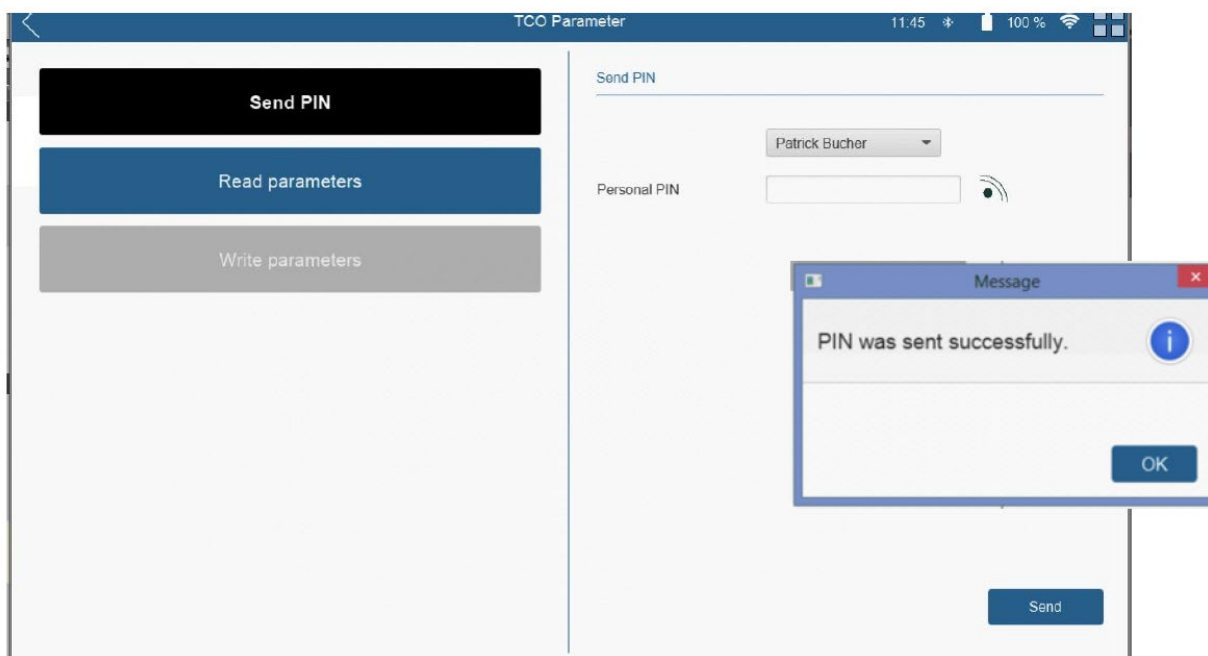 TCO Parameter 11:45 100 %
Send PIN
Read parameters
Write parameters
Send PIN
Patrick Bucher
Personal PIN
Message
PIN was sent successfully.
OK
Send